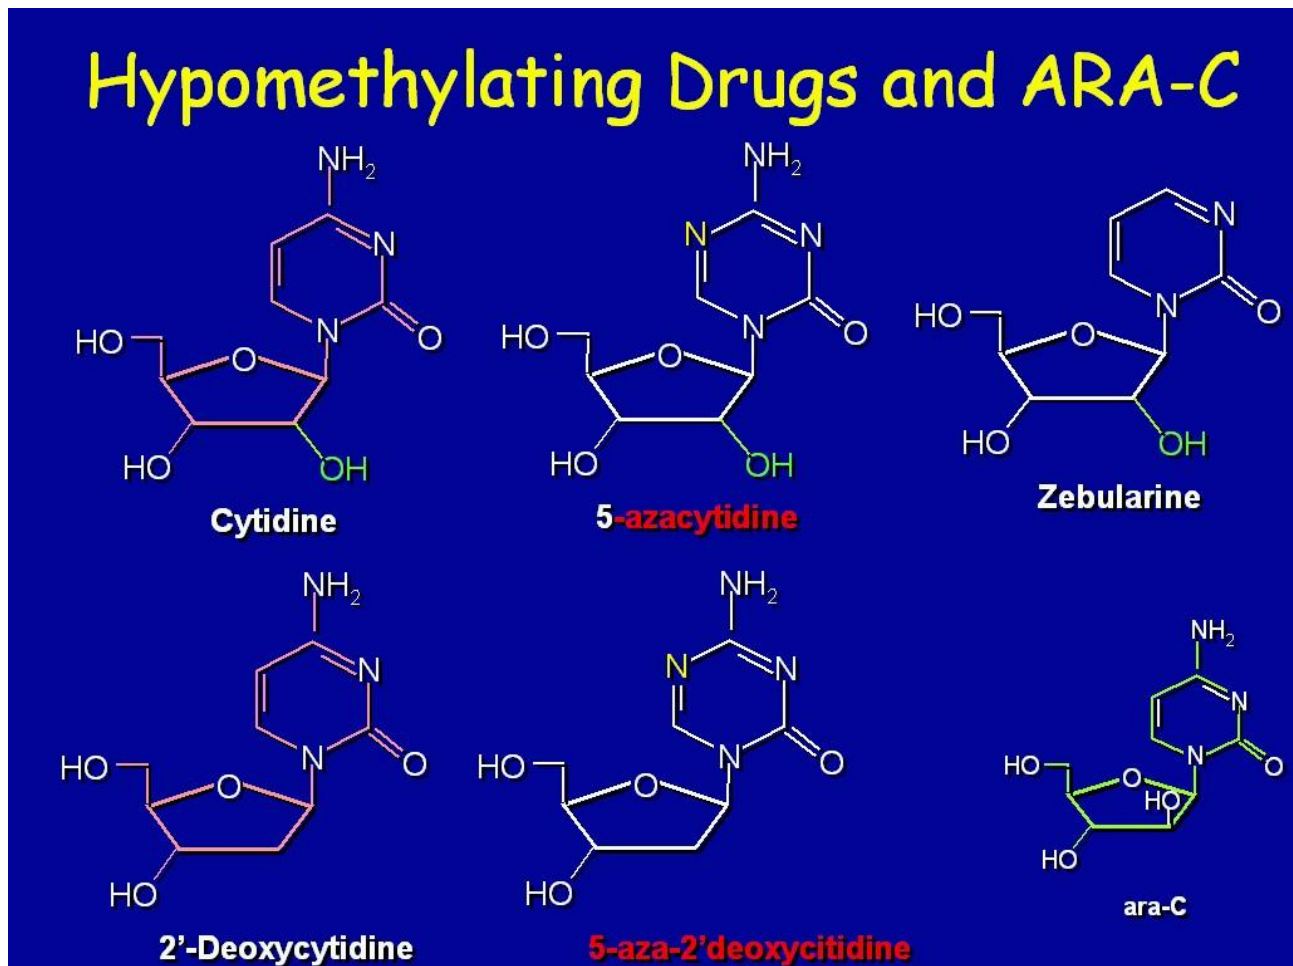 Hypomethylating Drugs and ARA-C
NH2
N
N
O
HO
O
HO
OH
Cytidine
NH2
N
N
N
O
HO
O
HO
OH
5-azacytidine
N
N
O
HO
O
HO
OH
Zebularine
NH2
N
N
O
HO
O
HO
2'-Deoxycytidine
NH2
N
N
N
O
HO
O
HO
5-aza-2'deoxycitidine
NH2
N
N
O
HO
O
HO
HO
ara-C